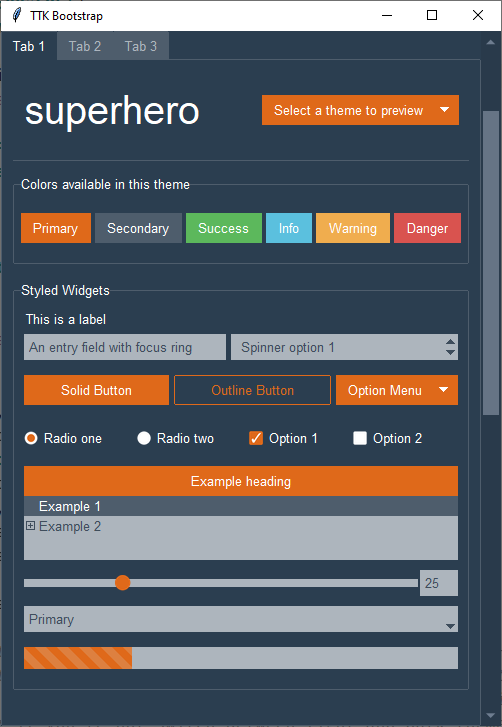 TTK Bootstrap
Tab 1 Tab 2 Tab 3
superhero Select a theme to preview
Colors available in this theme
Primary Secondary Success Info Warning Danger
Styled Widgets
This is a label
An entry field with focus ring Spinner option 1
Solid Button Outline Button Option Menu
Radio one Radio two Option 1 Option 2
Example heading
Example 1
Example 2
25
Primary